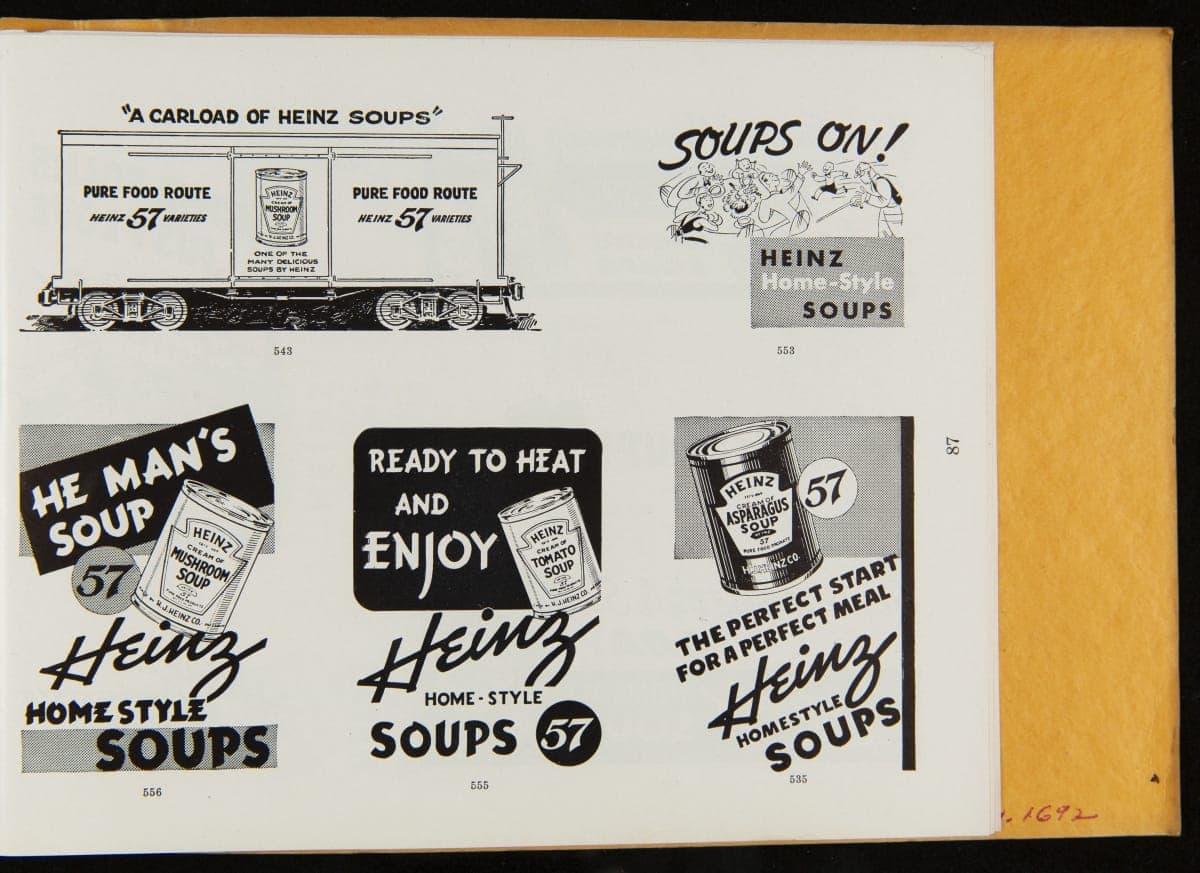 "A CARLOAD OF HEINZ SOUPS"
PURE FOOD ROUTE
HEINZ 57 VARIETIES
HEINZ
CREAM OF
MUSHROOM
SOUP
H.J. HEINZ CO.
ONE OF THE
MANY DELICIOUS
SOUPS BY HEINZ
PURE FOOD ROUTE
HEINZ 57 VARIETIES
543
SOUPS ON!
HEINZ
Home-Style
SOUPS
553
HE MAN'S
SOUP
57
HEINZ
CREAM OF
MUSHROOM
SOUP
H.J. HEINZ CO.
Heinz
HOMESTYLE
SOUPS
556
READY TO HEAT
AND
ENJOY
HEINZ
CREAM OF
TOMATO
SOUP
H.J. HEINZ CO.
Heinz
HOME-STYLE
SOUPS 57
555
HEINZ
CREAM OF
ASPARAGUS
SOUP
57
PURE FOOD PRODUCTS
H.J. HEINZ CO.
57
THE PERFECT START
FOR A PERFECT MEAL
Heinz
HOMESTYLE
SOUPS
535
87
1692